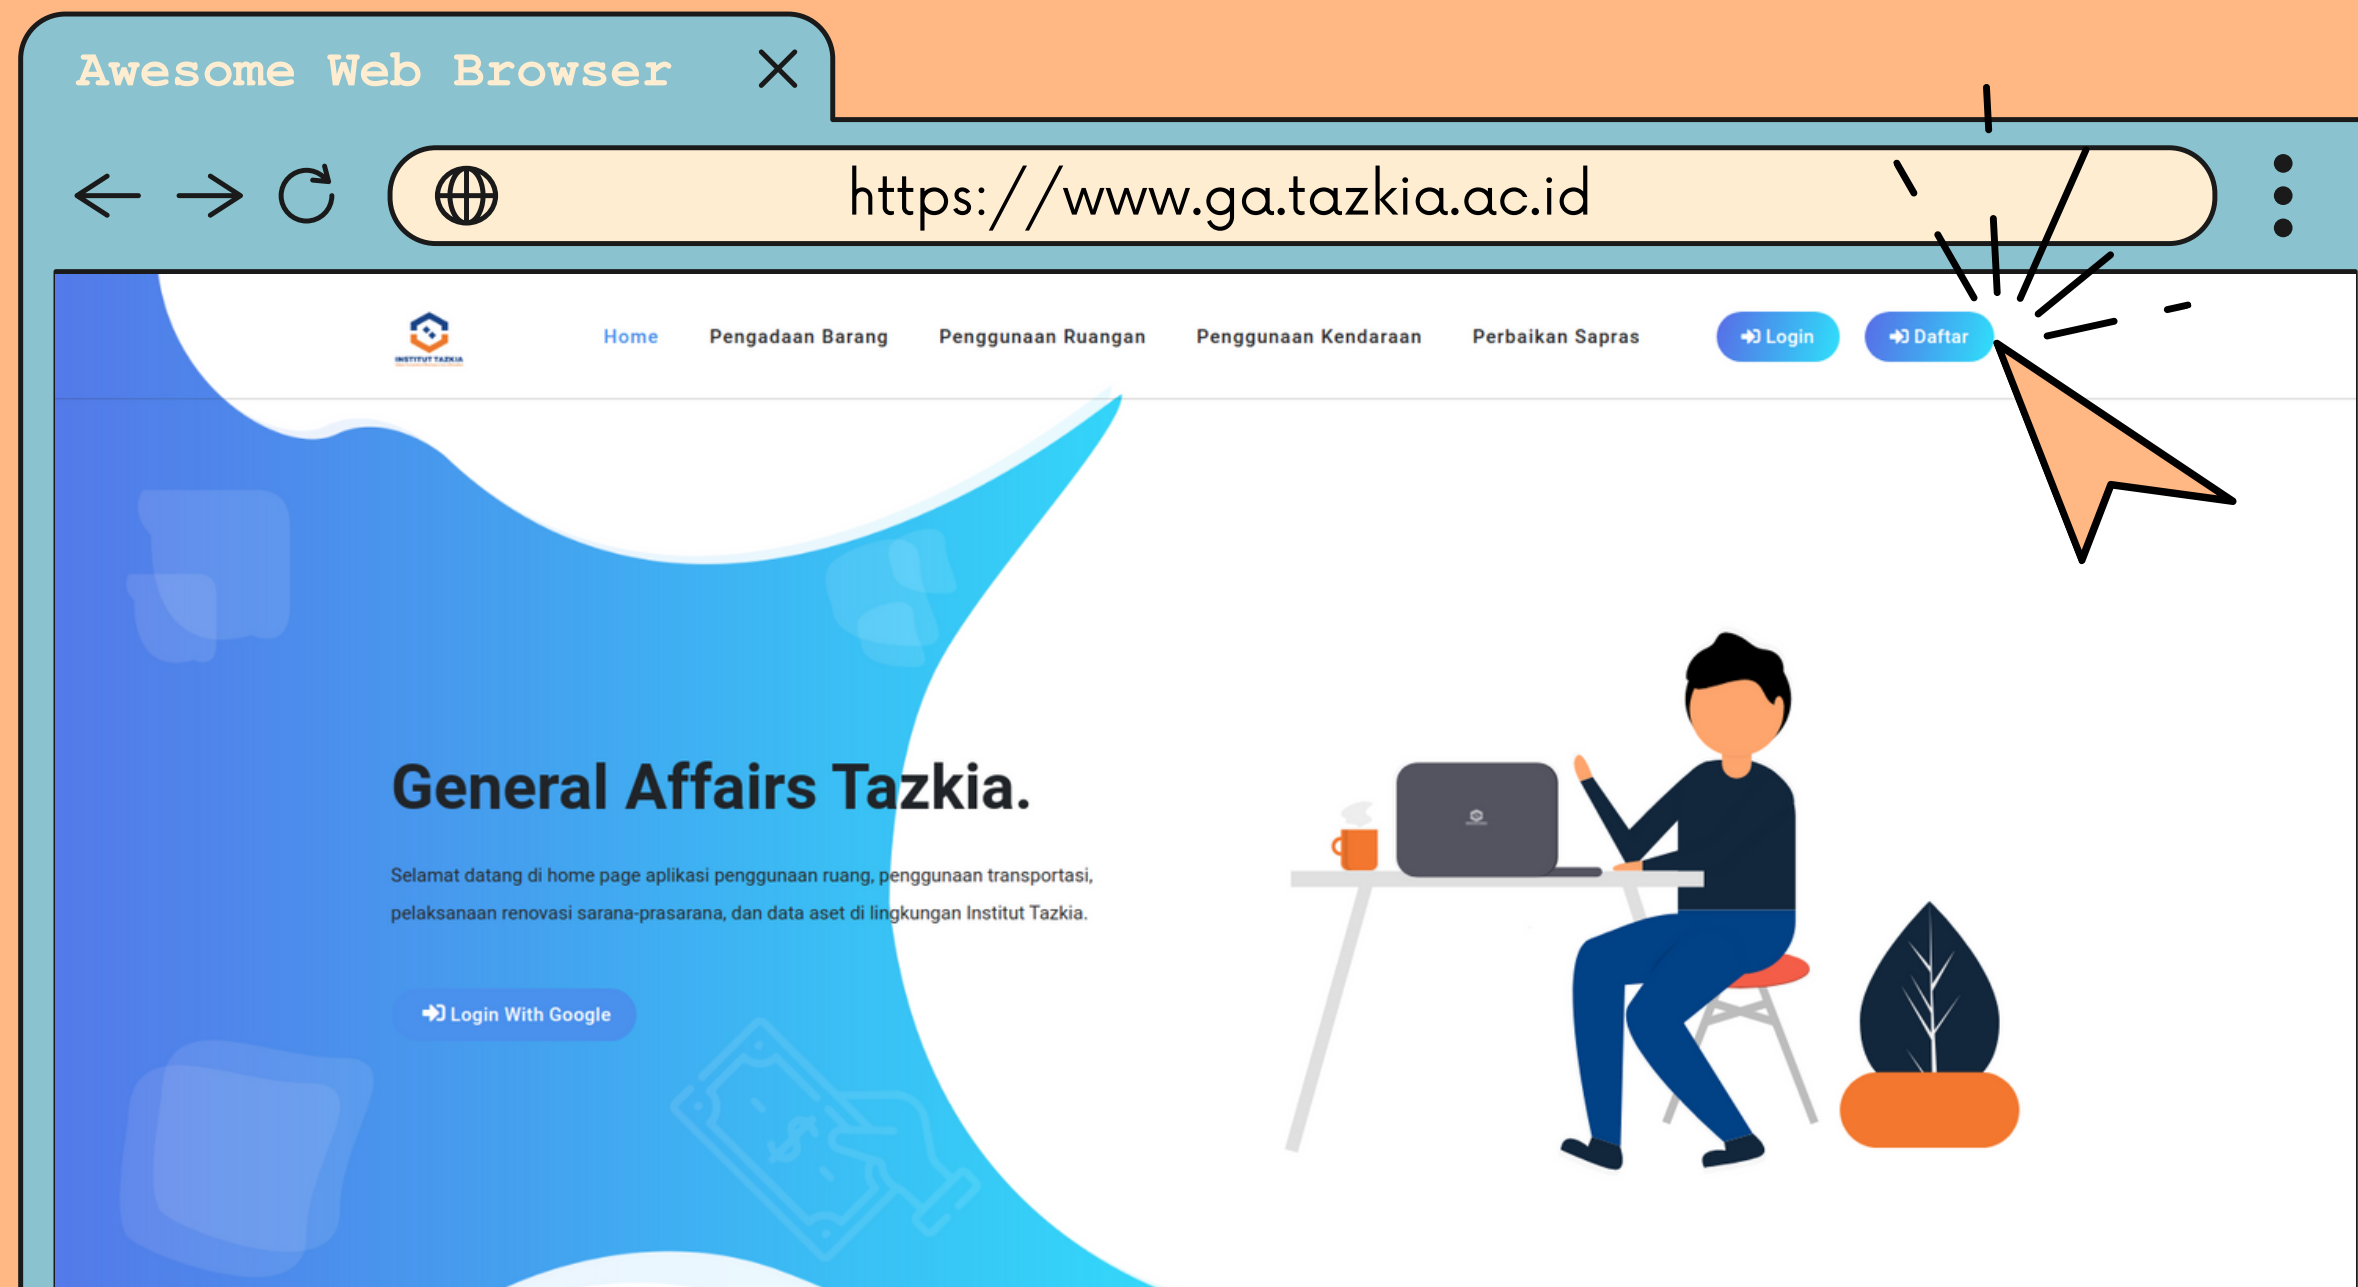 Awesome Web Browser
https://www.ga.tazkia.ac.id
INSTITUT TAZKIA
Home Pengadaan Barang Penggunaan Ruangan Penggunaan Kendaraan Perbaikan Sapras Login Daftar
General Affairs Tazkia.
Selamat datang di home page aplikasi penggunaan ruang, penggunaan transportasi,
pelaksanaan renovasi sarana-prasarana, dan data aset di lingkungan Institut Tazkia.
Login With Google